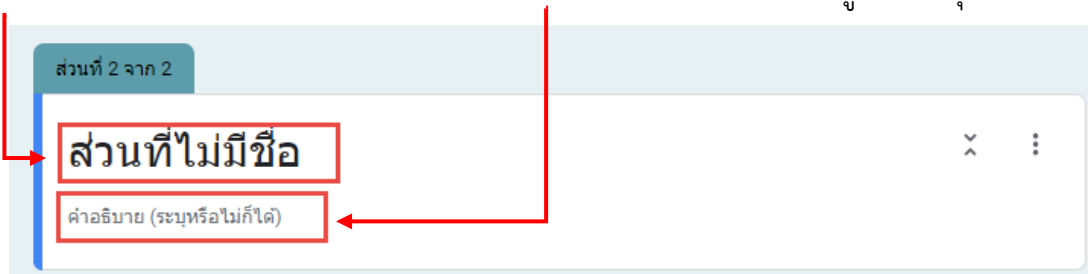 ส่วนที่ 2 จาก 2
ส่วนที่ไม่มีชื่อ
คำอธิบาย (ระบุหรือไม่ก็ได้)